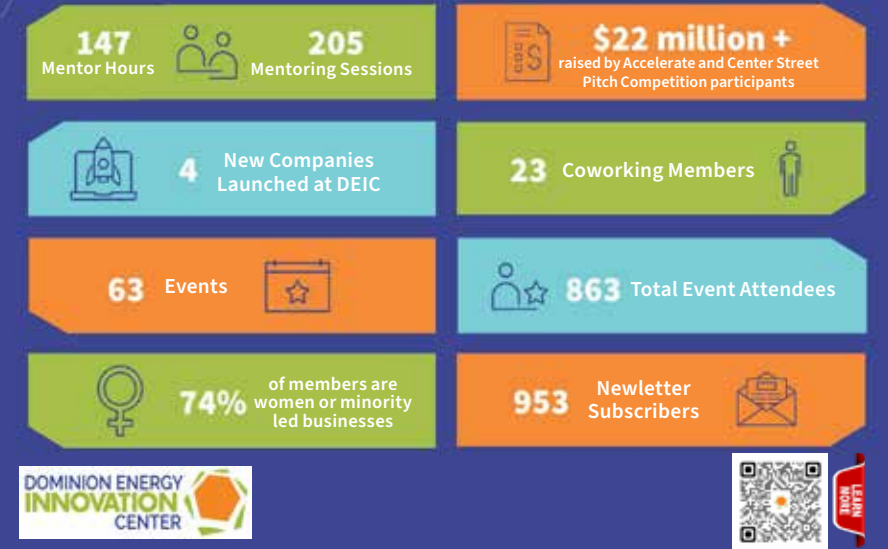 147
Mentor Hours
205
Mentoring Sessions
$22 million +
raised by Accelerate and Center Street
Pitch Competition participants
4
New Companies
Launched at DEIC
23 Coworking Members
63 Events
863 Total Event Attendees
74%
of members are
women or minority
led businesses
953
Newletter
Subscribers
DOMINION ENERGY
INNOVATION
CENTER
LEARN
MORE